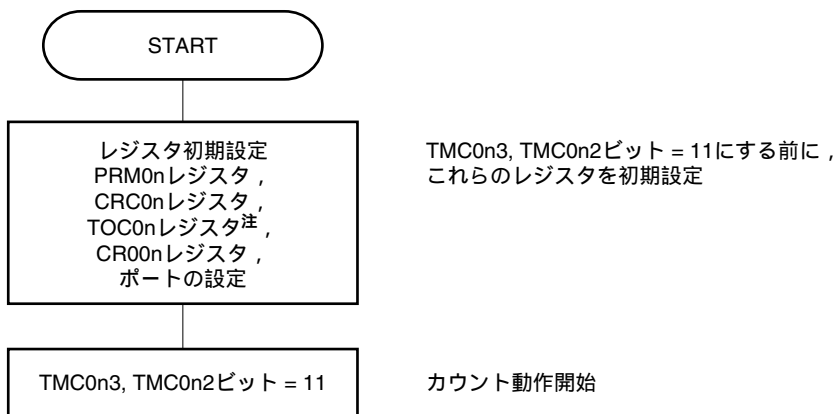 START
レジスタ初期設定
PRM0nレジスタ，
CRC0nレジスタ，
TOC0nレジスタ注，
CR00nレジスタ，
ポートの設定
TMC0n3, TMC0n2ビット = 11にする前に，
これらのレジスタを初期設定
TMC0n3, TMC0n2ビット = 11
カウント動作開始